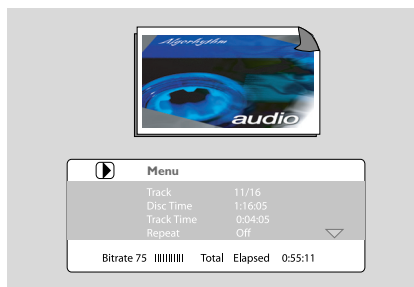 Algorhythm
audio
Menu
Track 11/16
Disc Time 1:16:05
Track Time 0:04:05
Repeat Off
Bitrate 75 Total Elapsed 0:55:11